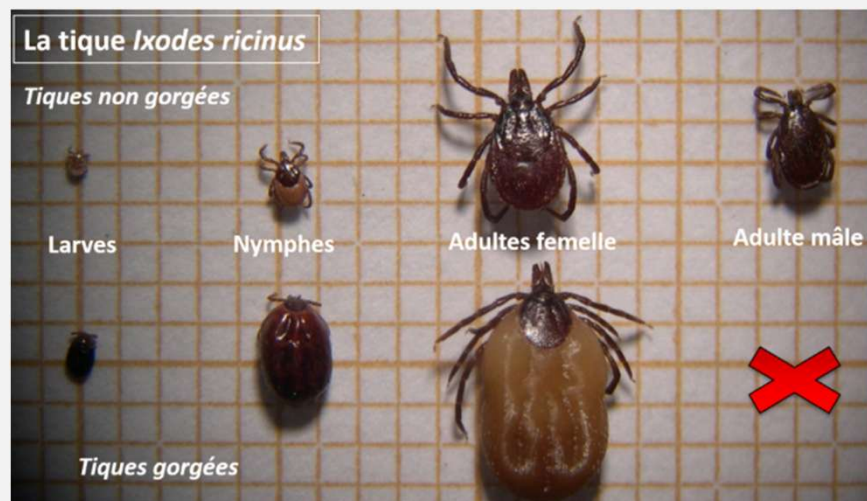 La tique Ixodes ricinus
Tiques non gorgées
Larves
Nymphes
Adultes femelle
Adulte mâle
Tiques gorgées